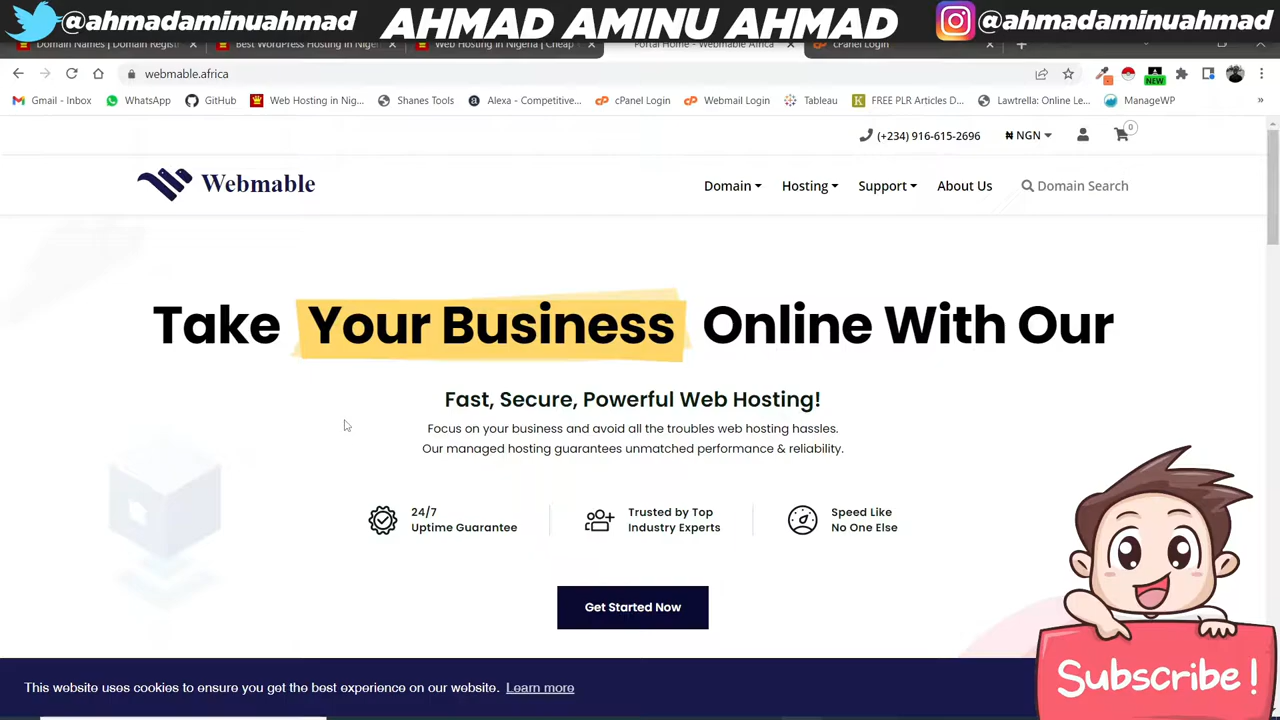 @ahmadaminuahmad
AHMAD AMINU AHMAD
@ahmadaminuahmad
Domain Names | Domain Regist
Best WordPress Hosting in Niger
Web Hosting in Nigeria | Cheap
Portal Home - Webmable Africa
cPanel Login
webmable.africa
NEW
Gmail - Inbox
WhatsApp
GitHub
Web Hosting in Nig...
Shanes Tools
Alexa - Competitive...
cPanel Login
Webmail Login
Tableau
FREE PLR Articles D...
Lawtrella: Online Le...
ManageWP
»
(+234) 916-615-2696
₦ NGN
0
Webmable
Domain
Hosting
Support
About Us
Domain Search
Take Your Business Online With Our
Fast, Secure, Powerful Web Hosting!
Focus on your business and avoid all the troubles web hosting hassles.
Our managed hosting guarantees unmatched performance & reliability.
24/7
Uptime Guarantee
Trusted by Top
Industry Experts
Speed Like
No One Else
Get Started Now
This website uses cookies to ensure you get the best experience on our website. Learn more
Subscribe!